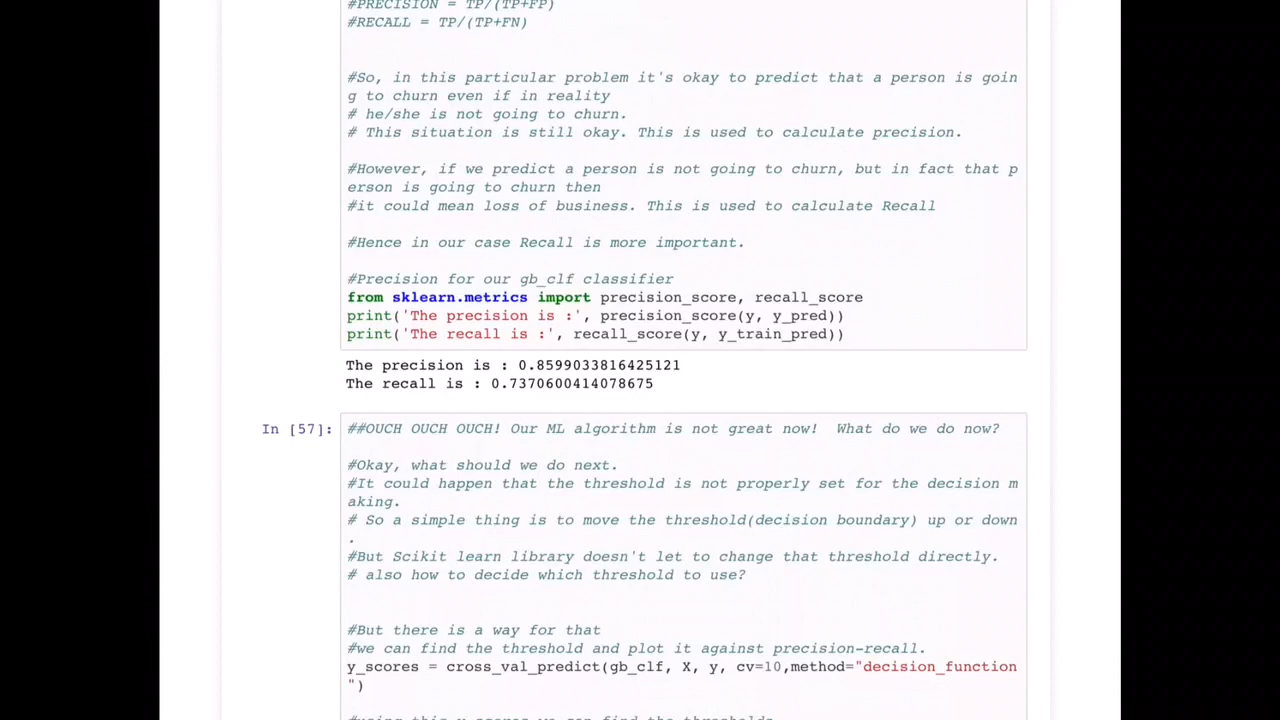 #PRECISION = TP/(TP+FP)
#RECALL = TP/(TP+FN)
#So, in this particular problem it's okay to predict that a person is goin
g to churn even if in reality
# he/she is not going to churn.
# This situation is still okay. This is used to calculate precision.
#However, if we predict a person is not going to churn, but in fact that p
erson is going to churn then
#it could mean loss of business. This is used to calculate Recall
#Hence in our case Recall is more important.
#Precision for our gb_clf classifier
from sklearn.metrics import precision_score, recall_score
print('The precision is :', precision_score(y, y_pred))
print('The recall is :', recall_score(y, y_train_pred))
The precision is : 0.8599033816425121
The recall is : 0.7370600414078675
In [57]: ##OUCH OUCH OUCH! Our ML algorithm is not great now!  What do we do now?
#Okay, what should we do next.
#It could happen that the threshold is not properly set for the decision m
aking.
# So a simple thing is to move the threshold(decision boundary) up or down
.
#But Scikit learn library doesn't let to change that threshold directly.
# also how to decide which threshold to use?
#But there is a way for that
#we can find the threshold and plot it against precision-recall.
y_scores = cross_val_predict(gb_clf, X, y, cv=10,method="decision_function
")
#using this y_scores we can find the thresholds